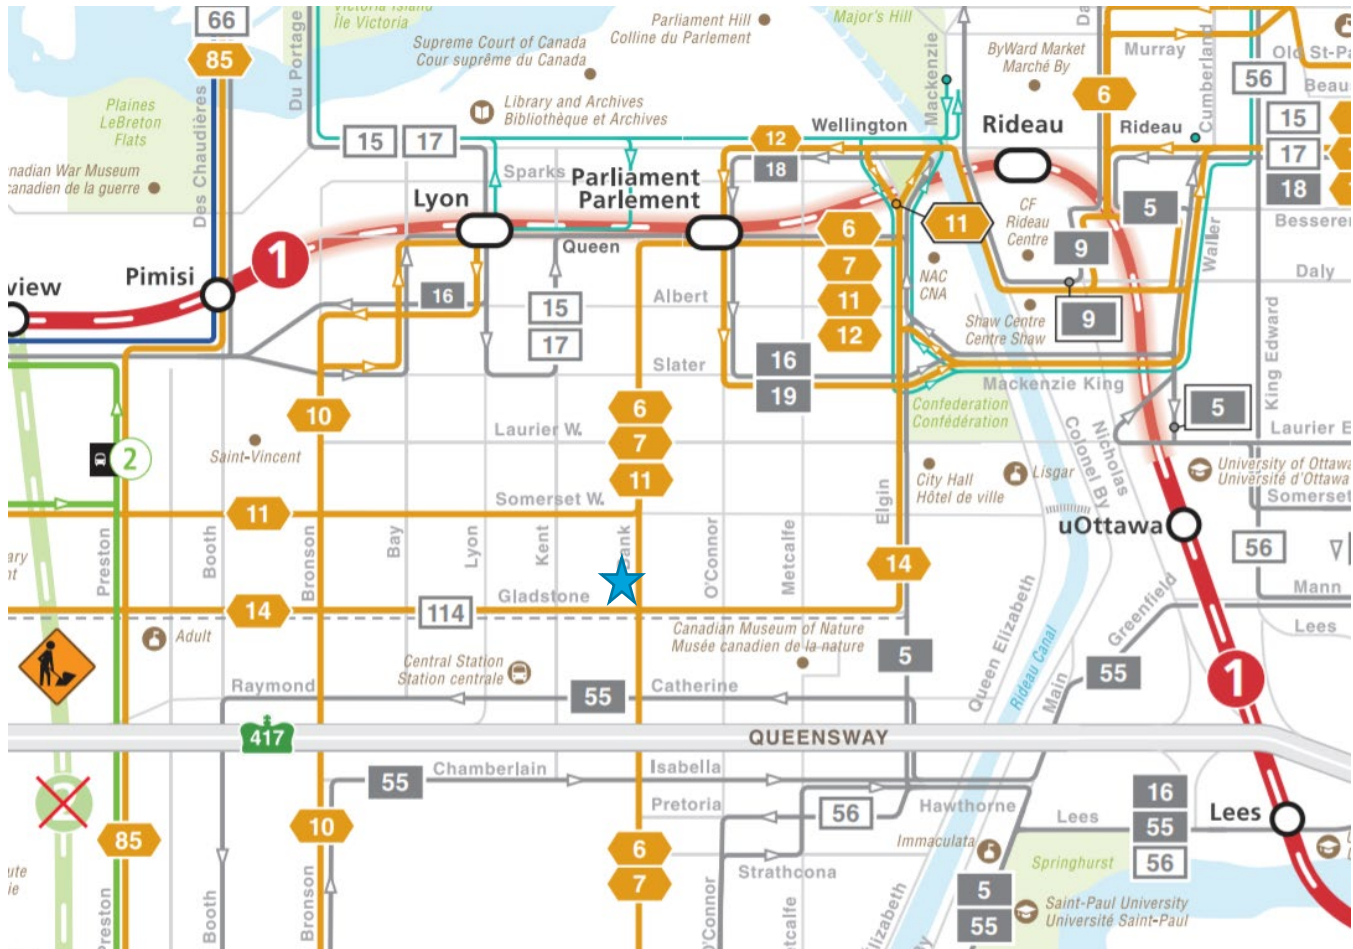 66
Victoria Island
Île Victoria
Parliament Hill
Colline du Parlement
Major's Hill
Supreme Court of Canada
Cour suprême du Canada
ByWard Market
Marché By
Murray
Old St-Pa
85
Du Portage
Mackenzie
Cumberland
56
Beaus
6
Plaines
LeBreton
Flats
Library and Archives
Bibliothèque et Archives
15
17
12
Wellington
Rideau
Rideau
15
17
18
Des Chaudières
anadian War Museum
canadien de la guerre
Sparks
18
Lyon
Parliament
Parlement
CF
Rideau
Centre
5
Besserer
Queen
6
11
9
Waller
1
Pimisi
view
16
15
17
Albert
7
11
12
NAC
CNA
Daly
Shaw Centre
Centre Shaw
9
King Edward
Slater
16
19
Mackenzie King
10
6
7
11
Laurier W.
Confederation
Confédération
5
Laurier E
Nicholas
Colonel By
Saint-Vincent
2
City Hall
Hôtel de ville
Lisgar
University of Ottawa
Université d'Ottawa
Somerset
Somerset W.
11
Elgin
uOttawa
56
Preston
Booth
Bronson
Bay
Lyon
Kent
Bank
O'Connor
Metcalfe
14
Mann
Gladstone
14
114
Greenfield
Lees
Adult
Canadian Museum of Nature
Musée canadien de la nature
5
Queen Elizabeth
Rideau Canal
Main
55
1
Central Station
Station centrale
Raymond
55
Catherine
417
QUEENSWAY
55
Chamberlain
Isabella
Pretoria
56
Hawthorne
16
55
56
Lees
Lees
85
10
6
7
Immaculata
Springhurst
Strathcona
5
55
Saint-Paul University
Université Saint-Paul
Preston
Booth
Bronson
O'Connor
etcalfe
lizabeth